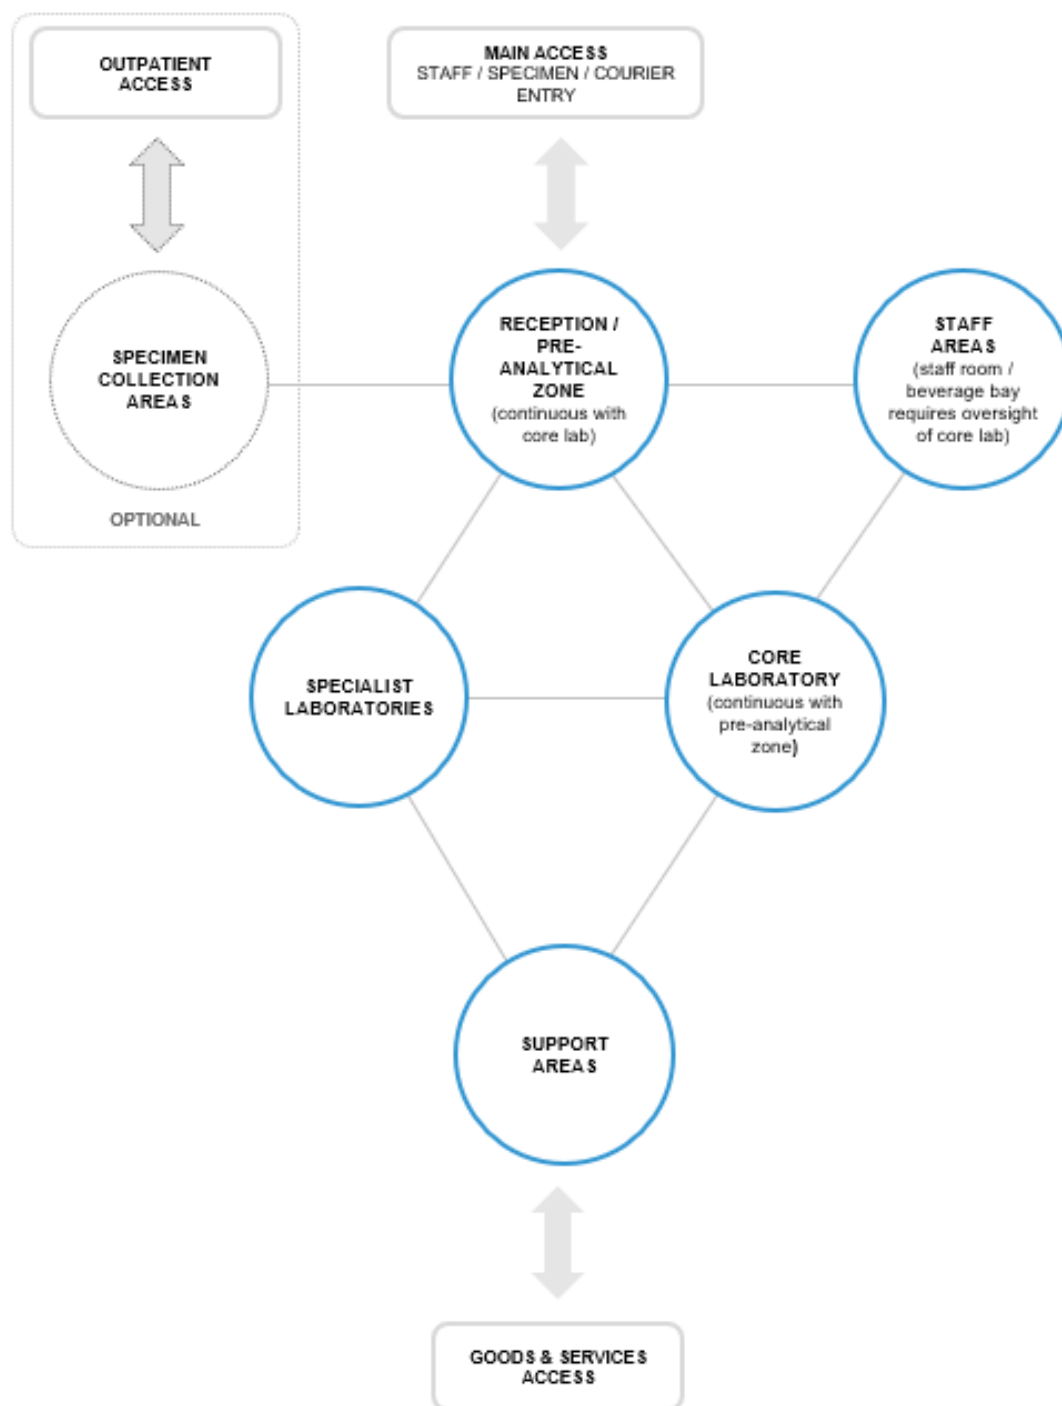 OUTPATIENT
ACCESS
MAIN ACCESS
STAFF / SPECIMEN / COURIER
ENTRY
SPECIMEN
COLLECTION
AREAS
OPTIONAL
RECEPTION /
PRE-
ANALYTICAL
ZONE
(continuous with
core lab)
STAFF
AREAS
(staff room /
beverage bay
requires oversight
of core lab)
SPECIALIST
LABORATORIES
CORE
LABORATORY
(continuous with
pre-analytical
zone)
SUPPORT
AREAS
GOODS & SERVICES
ACCESS